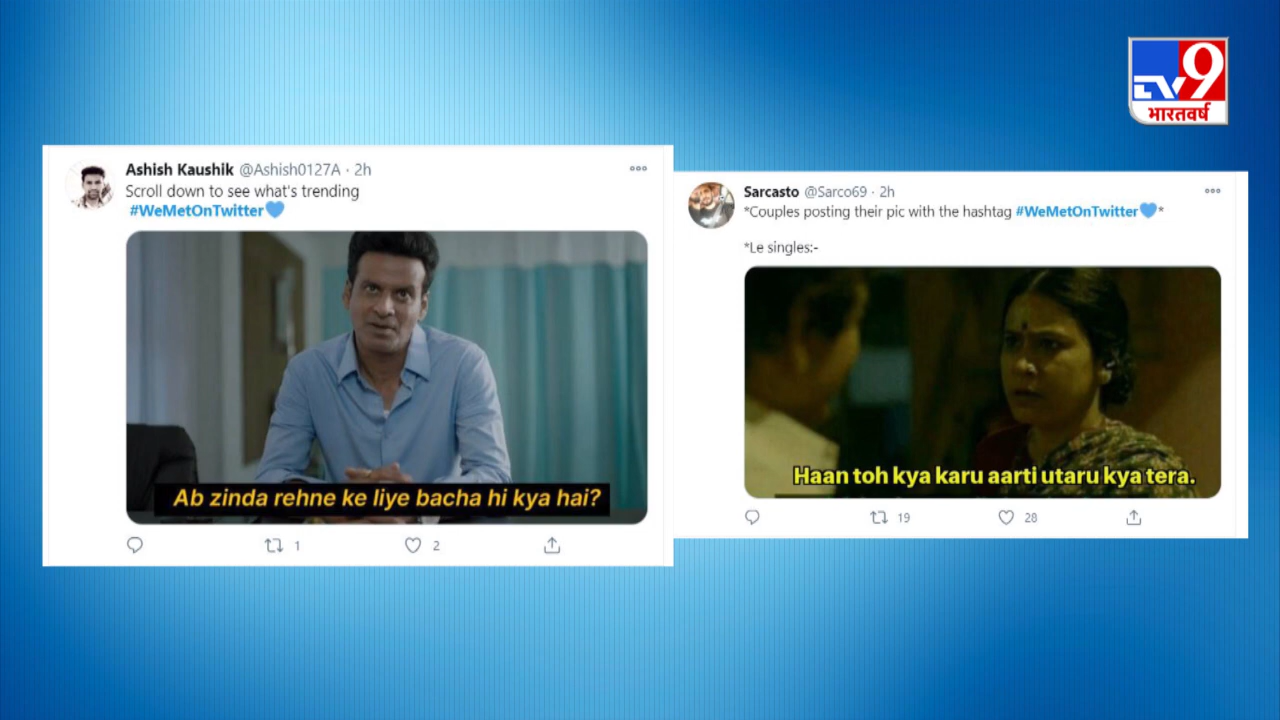 TV9
भारतवर्ष
Ashish Kaushik @Ashish0127A · 2h
Scroll down to see what's trending
#WeMetOnTwitter💙
Ab zinda rehne ke liye bacha hi kya hai?
1 2
Sarcasto @Sarco69 · 2h
*Couples posting their pic with the hashtag #WeMetOnTwitter💙*
*Le singles:-
Haan toh kya karu aarti utaru kya tera.
19 28